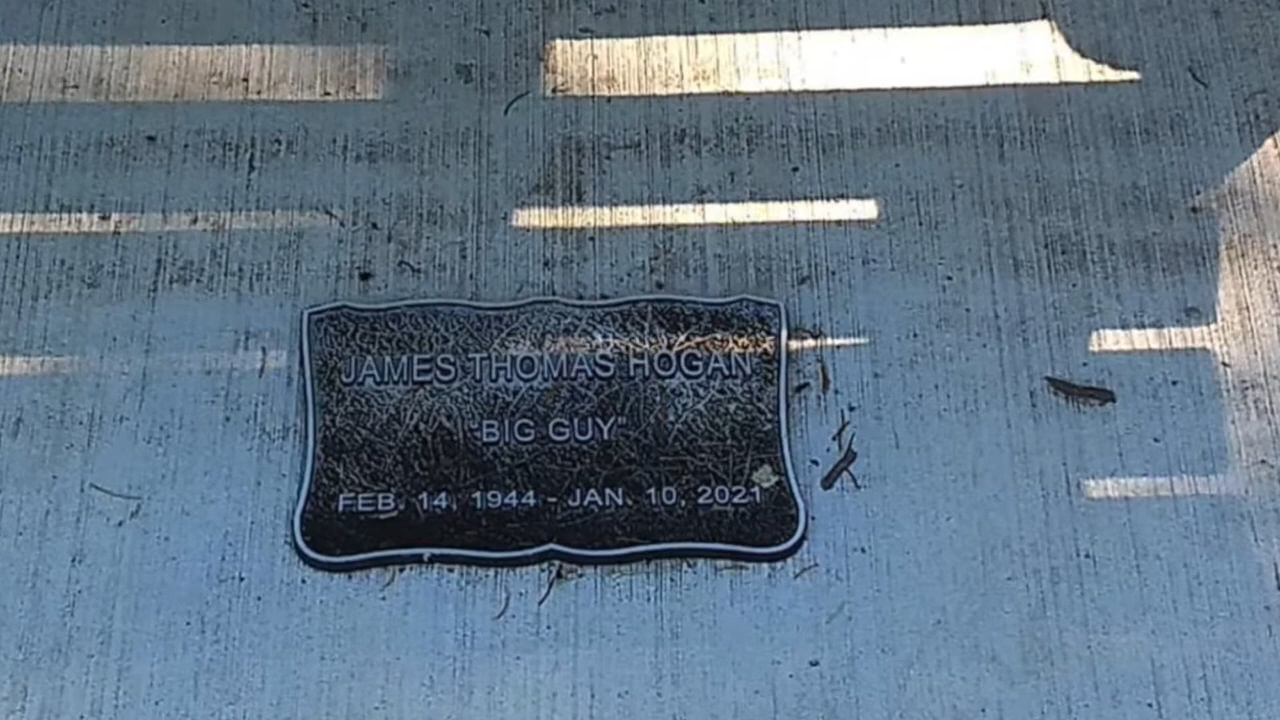 JAMES THOMAS HOGAN
"BIG GUY"
FEB. 14, 1944 - JAN. 10, 2021